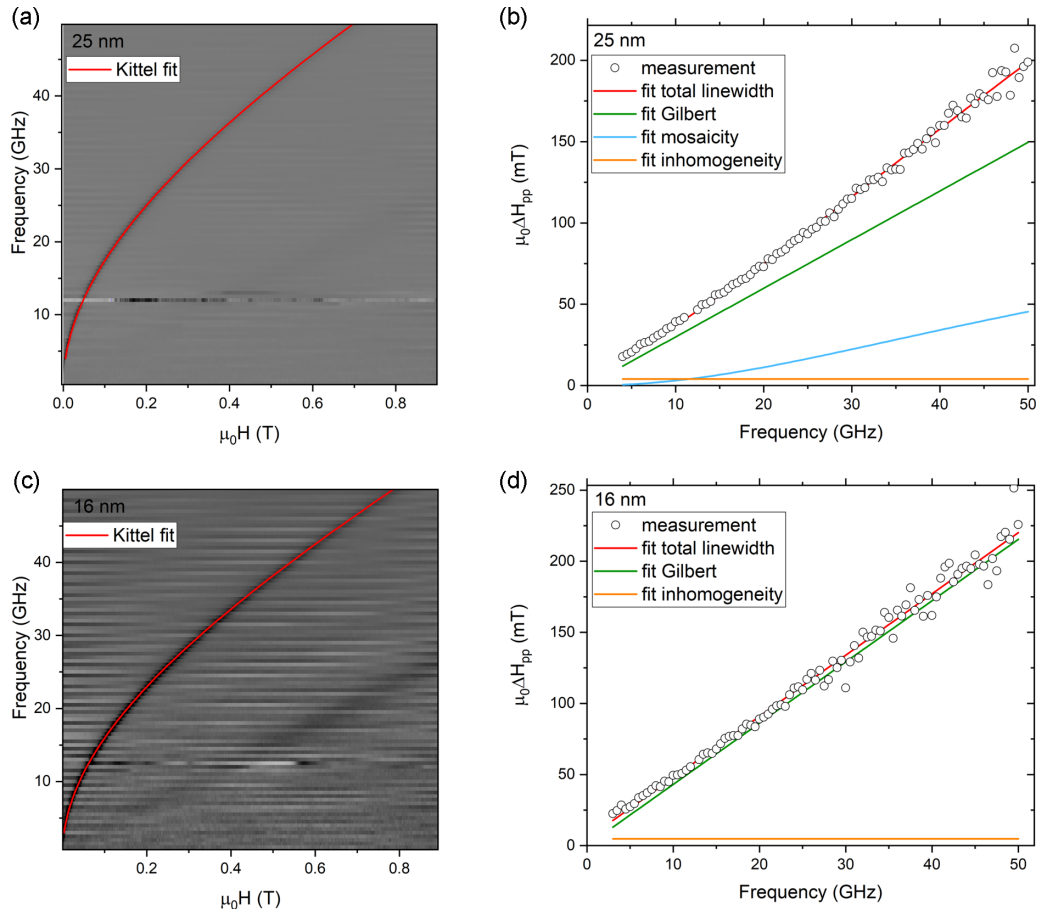 (a)
25 nm
Kittel fit
Frequency (GHz)
40
30
20
10
0.0 0.2 0.4 0.6 0.8
μ₀H (T)
(b)
25 nm
measurement
fit total linewidth
fit Gilbert
fit mosaicity
fit inhomogeneity
μ₀ΔHpp (mT)
200
150
100
50
0
0 10 20 30 40 50
Frequency (GHz)
(c)
16 nm
Kittel fit
Frequency (GHz)
40
30
20
10
0.2 0.4 0.6 0.8
μ₀H (T)
(d)
16 nm
measurement
fit total linewidth
fit Gilbert
fit inhomogeneity
μ₀ΔHpp (mT)
250
200
150
100
50
0
0 10 20 30 40 50
Frequency (GHz)